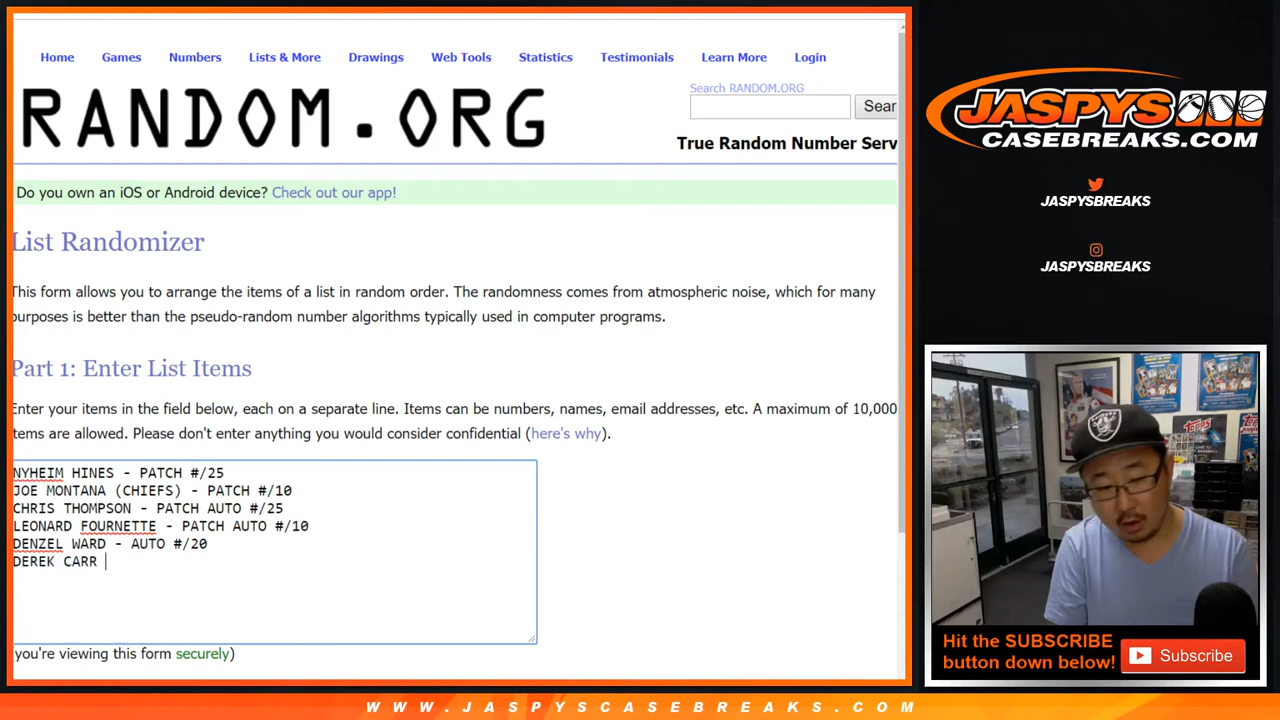 Home Games Numbers Lists & More Drawings Web Tools Statistics Testimonials Learn More Login
Search RANDOM.ORG
RANDOM.ORG
Sear
True Random Number Serv
Do you own an iOS or Android device? Check out our app!
List Randomizer
This form allows you to arrange the items of a list in random order. The randomness comes from atmospheric noise, which for many
purposes is better than the pseudo-random number algorithms typically used in computer programs.
Part 1: Enter List Items
Enter your items in the field below, each on a separate line. Items can be numbers, names, email addresses, etc. A maximum of 10,000
items are allowed. Please don't enter anything you would consider confidential (here's why).
NYHEIM HINES - PATCH #/25
JOE MONTANA (CHIEFS) - PATCH #/10
CHRIS THOMPSON - PATCH AUTO #/25
LEONARD FOURNETTE - PATCH AUTO #/10
DENZEL WARD - AUTO #/20
DEREK CARR
you're viewing this form securely)
JASPYS
CASEBREAKS.COM
JASPYSBREAKS
JASPYSBREAKS
RAIDERS
Topps
Hit the SUBSCRIBE
button down below!
Subscribe
WWW.JASPYSCASEBREAKS.COM